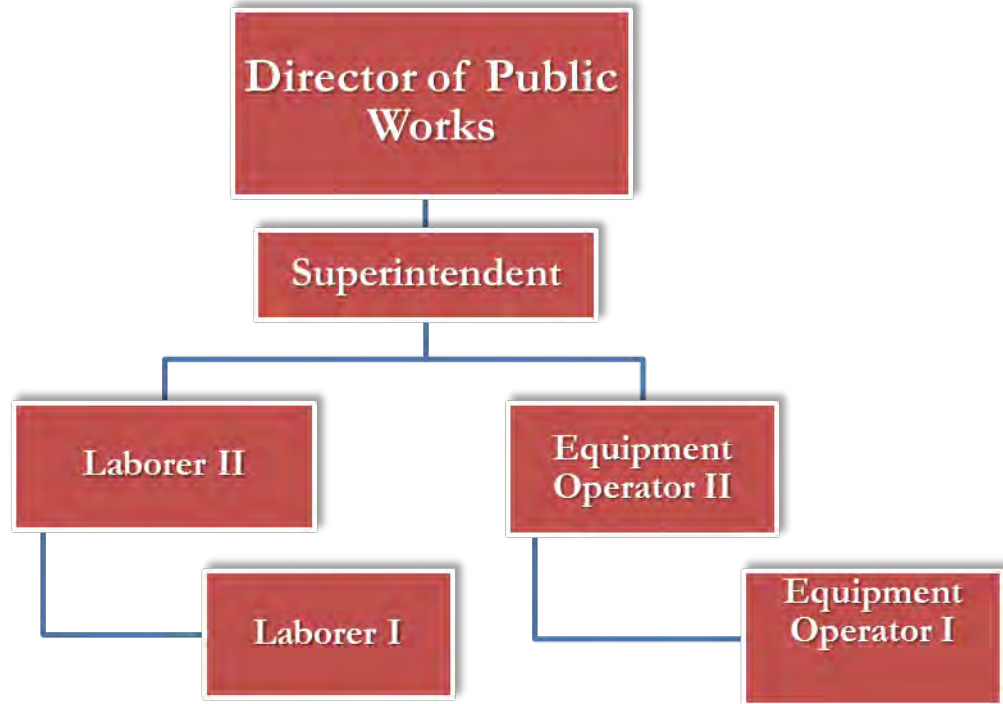 Director of Public
Works
Superintendent
Laborer II
Equipment
Operator II
Laborer I
Equipment
Operator I